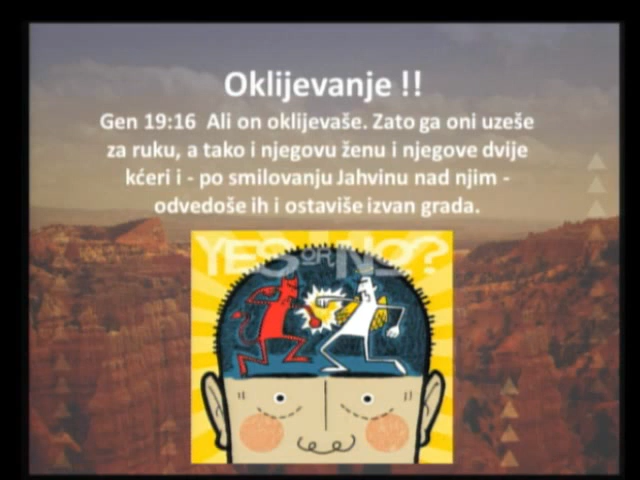 Oklijevanje !!
Gen 19:16 Ali on oklijevaše. Zato ga oni uzeše
za ruku, a tako i njegovu ženu i njegove dvije
kćeri i - po smilovanju Jahvinu nad njim -
odvedoše ih i ostaviše izvan grada.
YES OR NO?